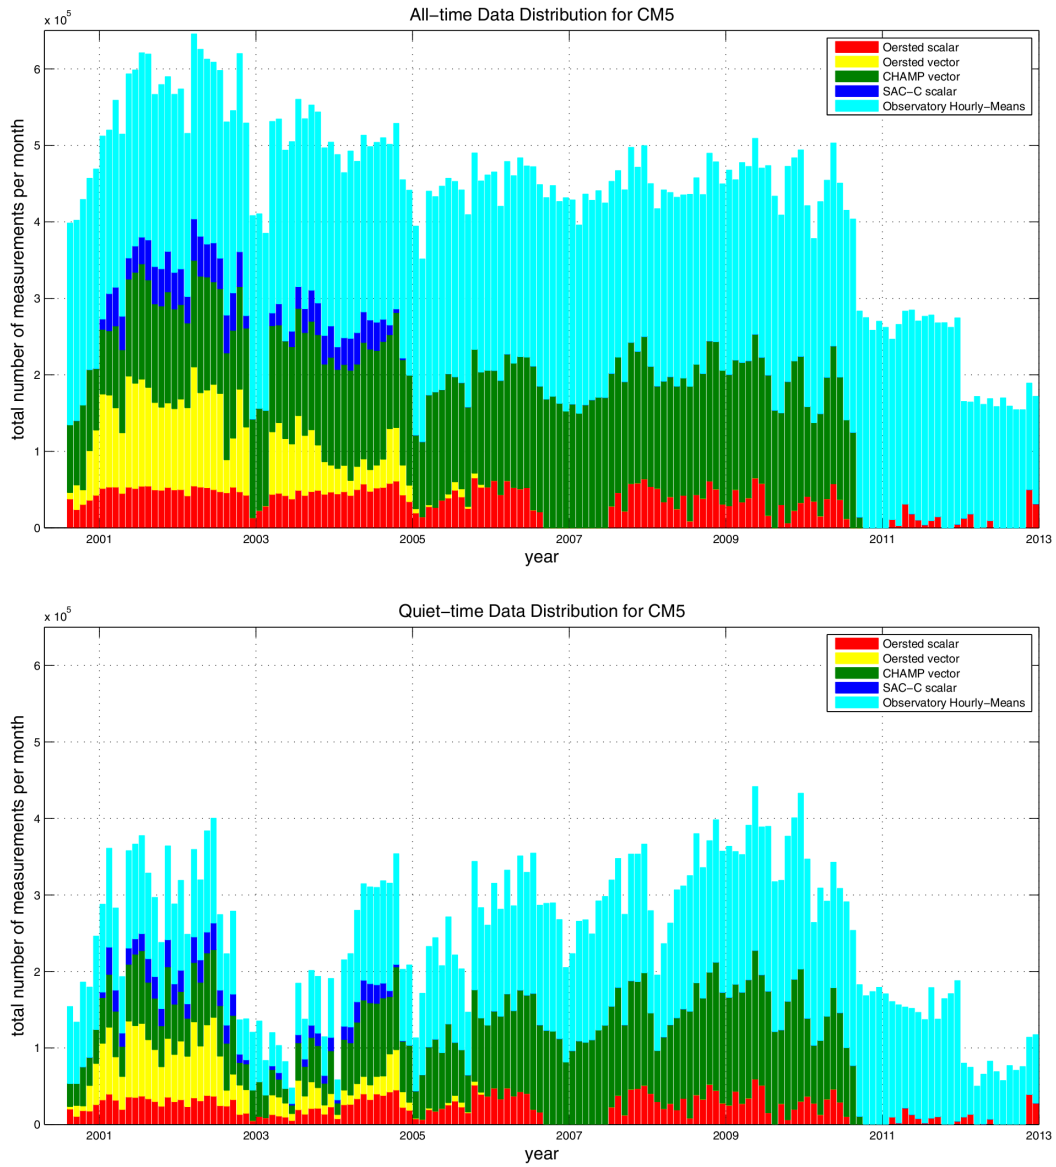 All−time Data Distribution for CM5
x 10^5
6
5
4
3
2
1
0
total number of measurements per month
Oersted scalar
Oersted vector
CHAMP vector
SAC−C scalar
Observatory Hourly−Means
2001 2003 2005 2007 2009 2011 2013
year
Quiet−time Data Distribution for CM5
x 10^5
6
5
4
3
2
1
0
total number of measurements per month
Oersted scalar
Oersted vector
CHAMP vector
SAC−C scalar
Observatory Hourly−Means
2001 2003 2005 2007 2009 2011 2013
year